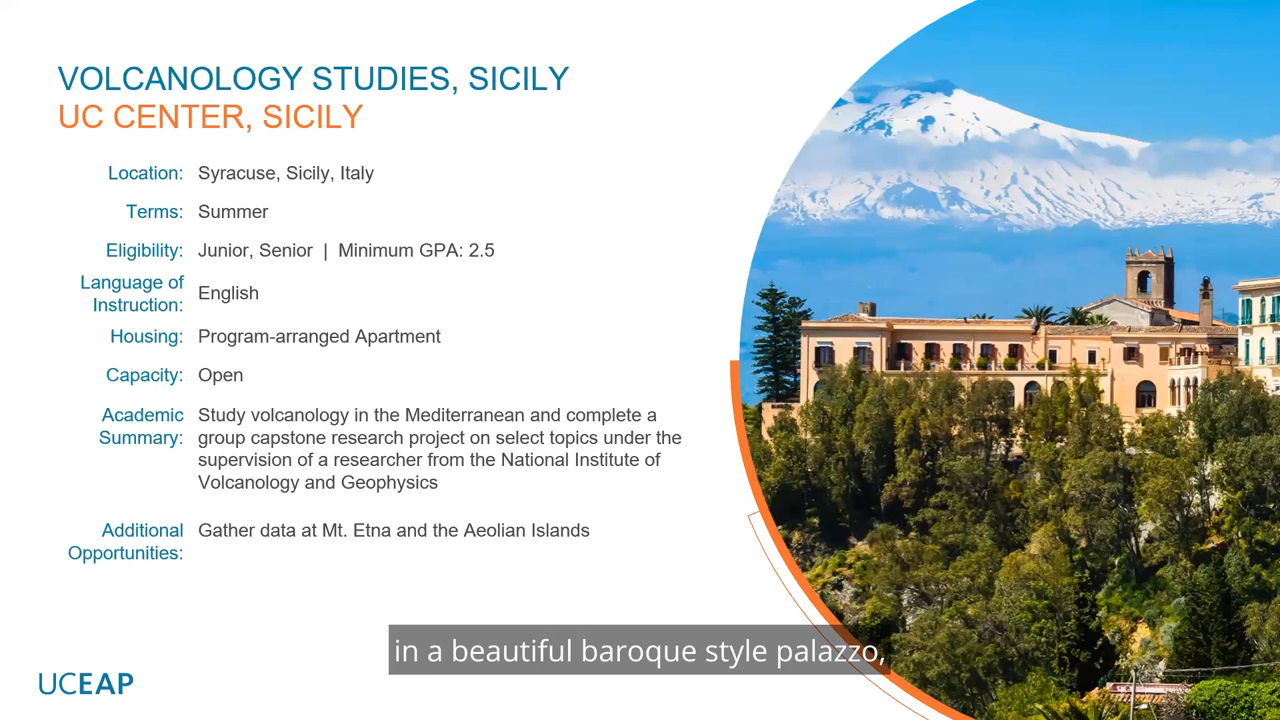 VOLCANOLOGY STUDIES, SICILY
UC CENTER, SICILY
Location: Syracuse, Sicily, Italy
Terms: Summer
Eligibility: Junior, Senior | Minimum GPA: 2.5
Language of
Instruction: English
Housing: Program-arranged Apartment
Capacity: Open
Academic Study volcanology in the Mediterranean and complete a
Summary: group capstone research project on select topics under the
supervision of a researcher from the National Institute of
Volcanology and Geophysics
Additional Gather data at Mt. Etna and the Aeolian Islands
Opportunities:
in a beautiful baroque style palazzo,
UCEAP